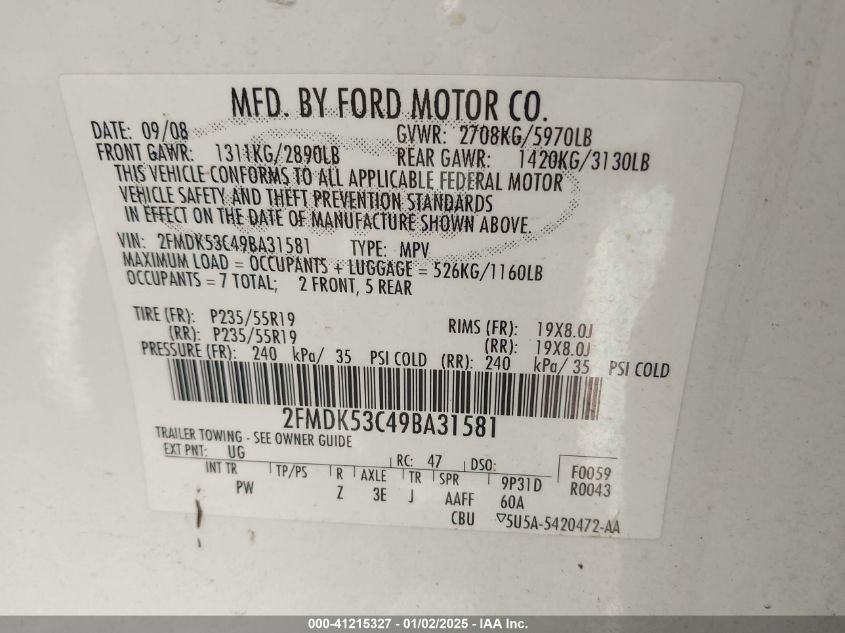 MFD. BY FORD MOTOR CO.
DATE: 09/08 GVWR: 2708KG/5970LB
FRONT GAWR: 1311KG/2890LB REAR GAWR: 1420KG/3130LB
THIS VEHICLE CONFORMS TO ALL APPLICABLE FEDERAL MOTOR
VEHICLE SAFETY AND THEFT PREVENTION STANDARDS
IN EFFECT ON THE DATE OF MANUFACTURE SHOWN ABOVE.
VIN: 2FMDK53C49BA31581 TYPE: MPV
MAXIMUM LOAD = OCCUPANTS + LUGGAGE = 526KG/1160LB
OCCUPANTS = 7 TOTAL; 2 FRONT, 5 REAR
TIRE (FR): P235/55R19 RIMS (FR): 19X8.0J
(RR): P235/55R19 (RR): 19X8.0J
PRESSURE (FR): 240 kPa/ 35 PSI COLD (RR): 240 kPa/ 35 PSI COLD
2FMDK53C49BA31581
TRAILER TOWING - SEE OWNER GUIDE
EXT PNT: UG RC: 47 DSO: F0059
INT TR TP/PS R AXLE TR SPR 9P31D R0043
PW Z 3E J AAFF 60A
CBU ▽5U5A-5420472-AA
000-41215327 - 01/02/2025 - IAA Inc.